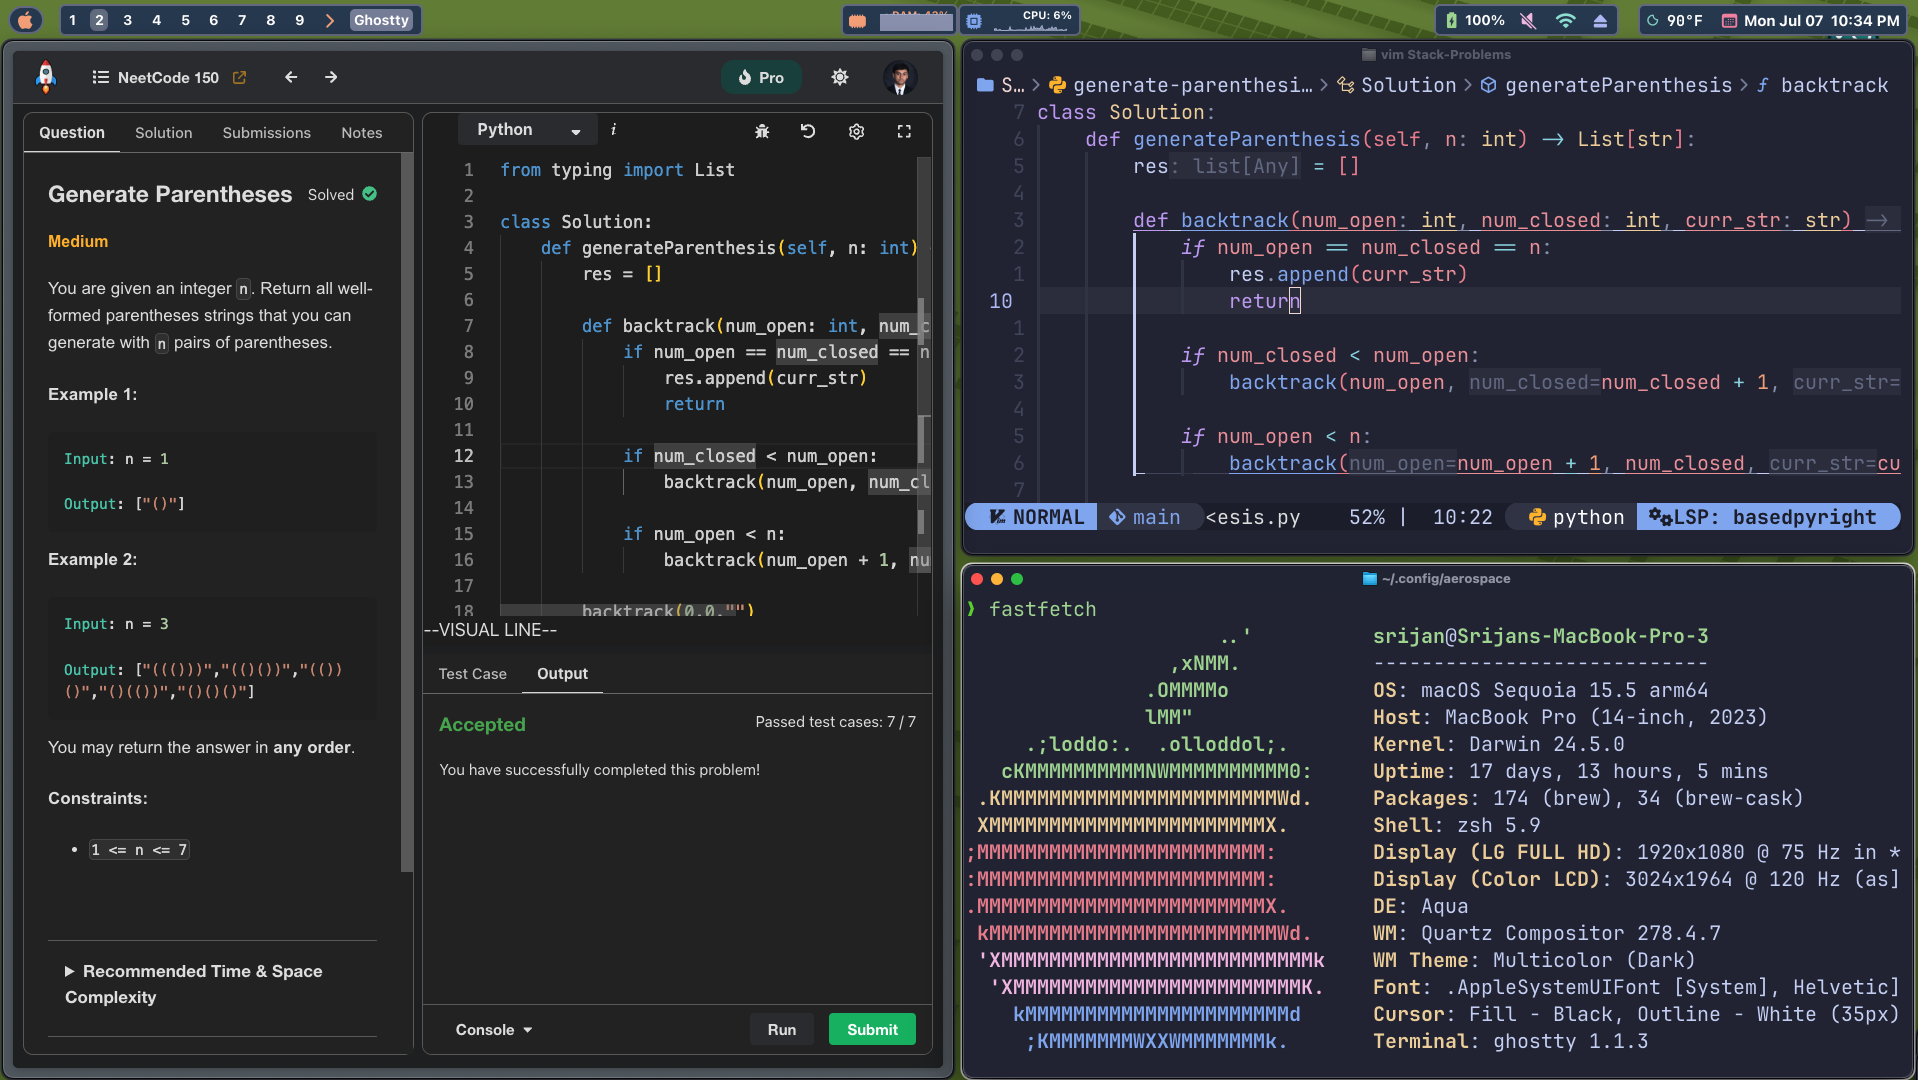 1 2 3 4 5 6 7 8 9 Ghostty
CPU: 6%
100%
90°F
Mon Jul 07 10:34 PM
NeetCode 150
Pro
Question Solution Submissions Notes
Generate Parentheses Solved
Medium
You are given an integer n. Return all well-
formed parentheses strings that you can
generate with n pairs of parentheses.
Example 1:
Input: n = 1
Output: ["()"]
Example 2:
Input: n = 3
Output: ["((()))","(()())","(())
()","()(())","()()()"]
You may return the answer in any order.
Constraints:
• 1 <= n <= 7
Recommended Time & Space
Complexity
Python i
1 from typing import List
2
3 class Solution:
4 def generateParenthesis(self, n: int)
5 res = []
6
7 def backtrack(num_open: int, num_c
8 if num_open == num_closed == n
9 res.append(curr_str)
10 return
11
12 if num_closed < num_open:
13 backtrack(num_open, num_cl
14
15 if num_open < n:
16 backtrack(num_open + 1, nu
17
18 backtrack(0,0,"")
--VISUAL LINE--
Test Case Output
Accepted Passed test cases: 7 / 7
You have successfully completed this problem!
Console Run Submit
vim Stack-Problems
S… > generate-parenthesi… > Solution > generateParenthesis > f backtrack
7 class Solution:
6 def generateParenthesis(self, n: int) -> List[str]:
5 res: list[Any] = []
4
3 def backtrack(num_open: int, num_closed: int, curr_str: str) ->
2 if num_open == num_closed == n:
1 res.append(curr_str)
10 return
1
2 if num_closed < num_open:
3 backtrack(num_open, num_closed=num_closed + 1, curr_str=
4
5 if num_open < n:
6 backtrack(num_open=num_open + 1, num_closed, curr_str=cu
7
NORMAL main <esis.py 52% | 10:22 python LSP: basedpyright
~/.config/aerospace
❯ fastfetch
..'
,xNMM.
.OMMMMo
lMM"
.;loddo:. .olloddol;.
cKMMMMMMMMMMNWMMMMMMMMMM0:
.KMMMMMMMMMMMMMMMMMMMMMMMWd.
XMMMMMMMMMMMMMMMMMMMMMMMX.
;MMMMMMMMMMMMMMMMMMMMMMMM:
:MMMMMMMMMMMMMMMMMMMMMMMM:
.MMMMMMMMMMMMMMMMMMMMMMMMX.
kMMMMMMMMMMMMMMMMMMMMMMMMWd.
'XMMMMMMMMMMMMMMMMMMMMMMMMMMk
'XMMMMMMMMMMMMMMMMMMMMMMMMK.
kMMMMMMMMMMMMMMMMMMMMMMd
;KMMMMMMMWXXWMMMMMMMk.
srijan@Srijans-MacBook-Pro-3
----------------------------
OS: macOS Sequoia 15.5 arm64
Host: MacBook Pro (14-inch, 2023)
Kernel: Darwin 24.5.0
Uptime: 17 days, 13 hours, 5 mins
Packages: 174 (brew), 34 (brew-cask)
Shell: zsh 5.9
Display (LG FULL HD): 1920x1080 @ 75 Hz in *
Display (Color LCD): 3024x1964 @ 120 Hz (as]
DE: Aqua
WM: Quartz Compositor 278.4.7
WM Theme: Multicolor (Dark)
Font: .AppleSystemUIFont [System], Helvetic]
Cursor: Fill - Black, Outline - White (35px)
Terminal: ghostty 1.1.3